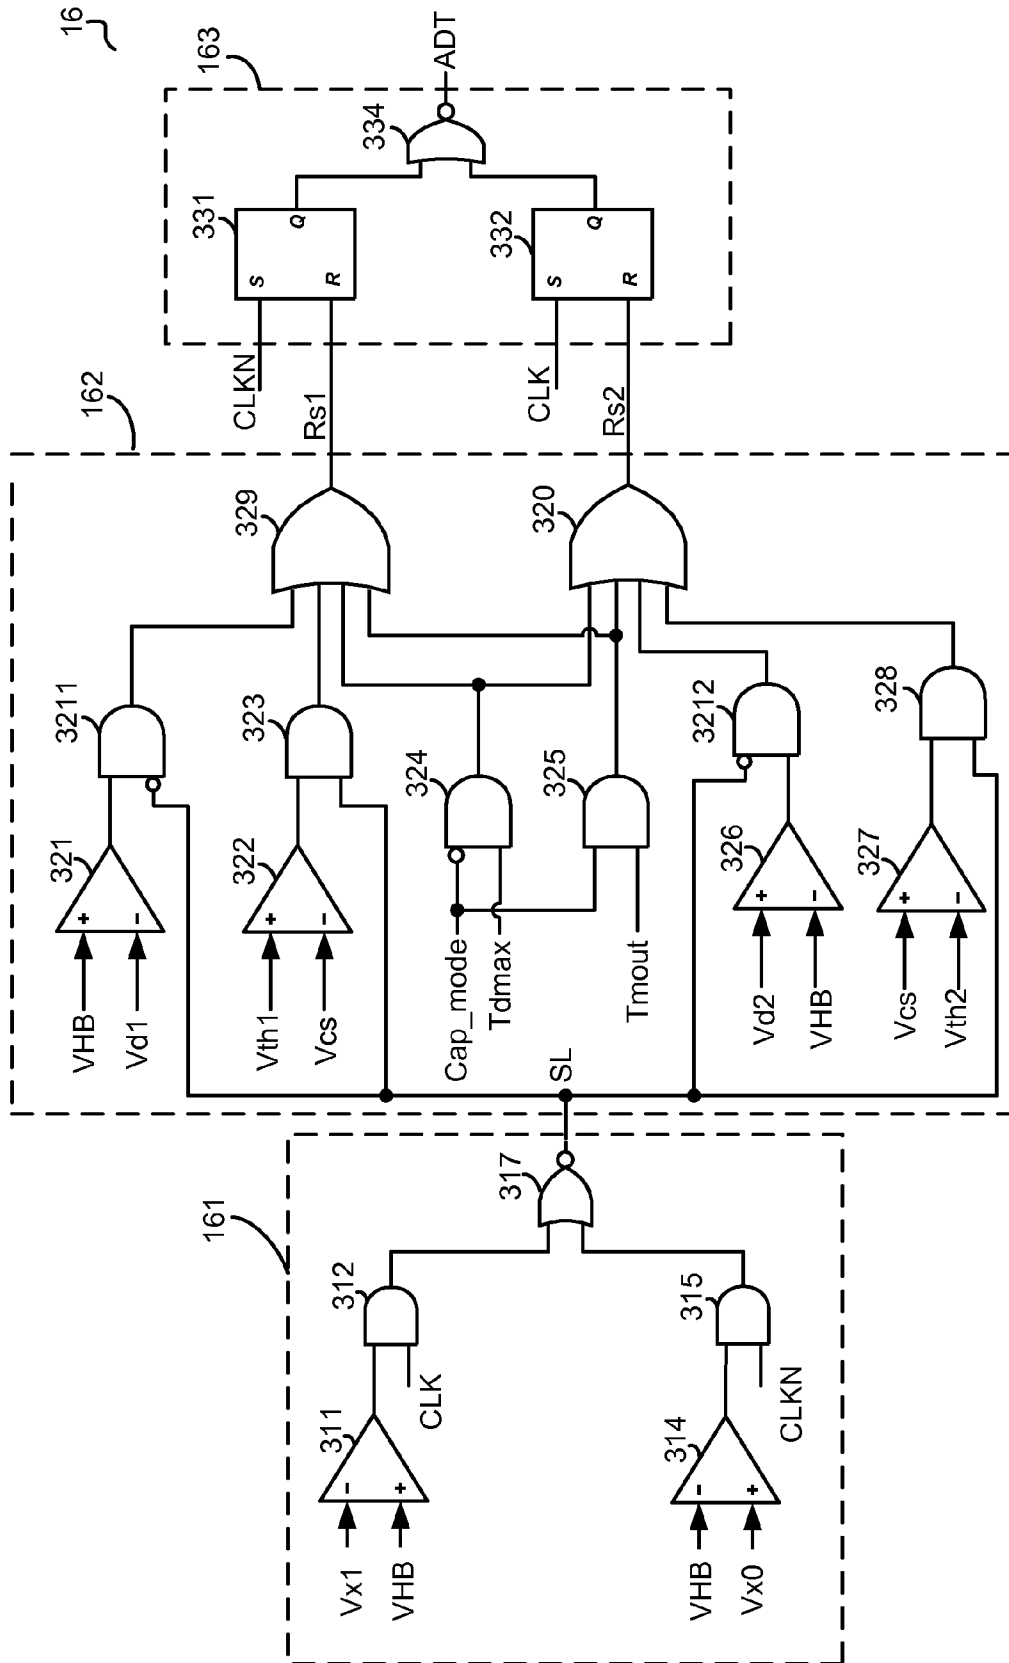 16
163
ADT
334
331
S
Q
R
332
S
Q
R
CLKN
CLK
162
Rs1
Rs2
329
320
3211
323
324
325
3212
328
321
+
-
322
+
-
326
+
-
327
+
-
VHB
Vd1
Vth1
Vcs
Cap_mode
Tdmax
Tmout
Vd2
VHB
Vcs
Vth2
SL
161
317
312
315
311
-
+
CLK
314
-
+
CLKN
Vx1
VHB
VHB
Vx0